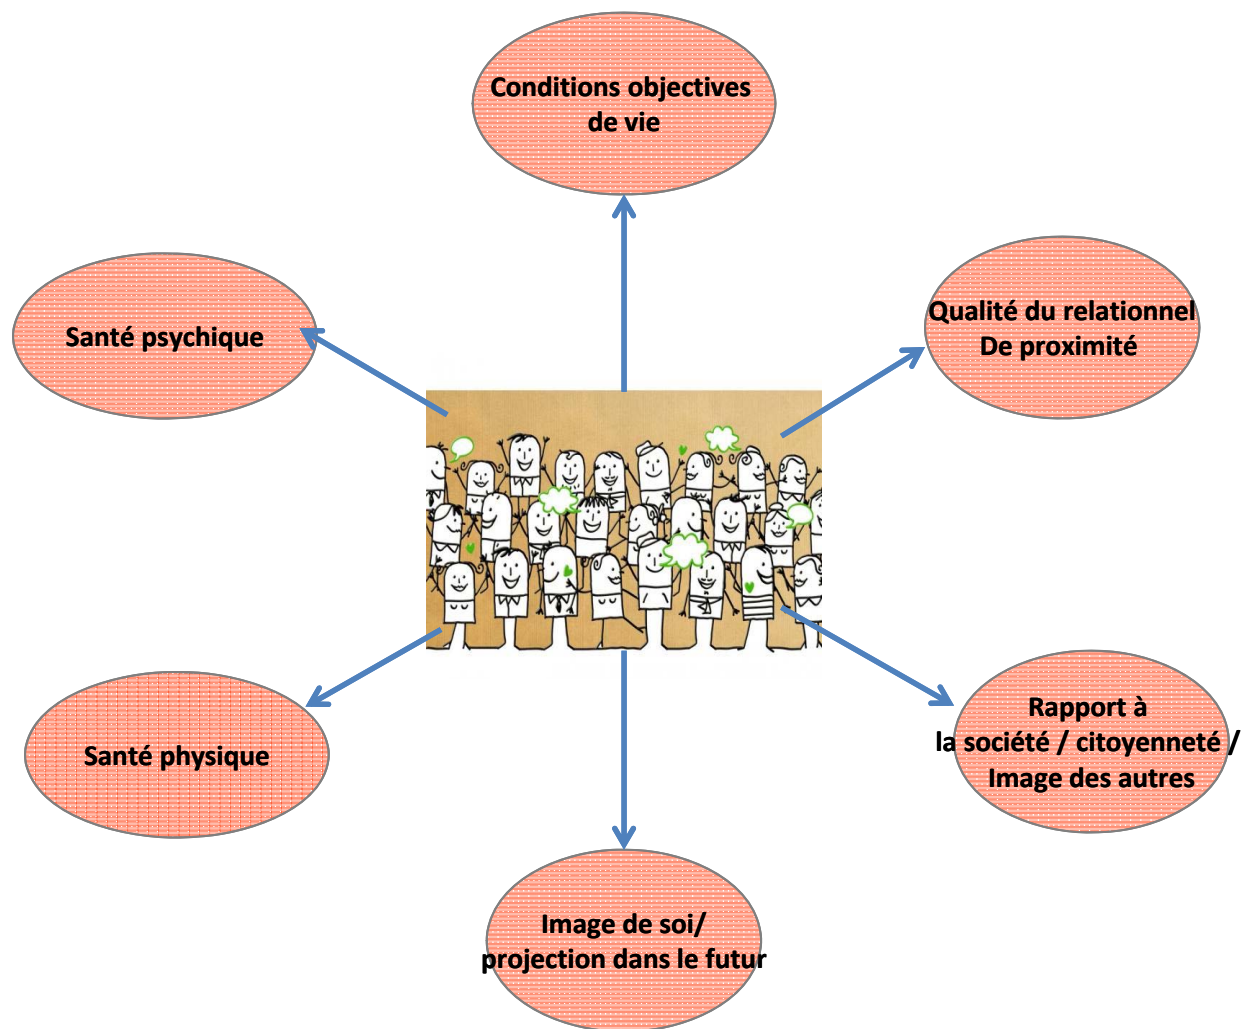 Conditions objectives
de vie
Santé psychique
Qualité du relationnel
De proximité
Santé physique
Rapport à
la société / citoyenneté /
Image des autres
Image de soi/
projection dans le futur